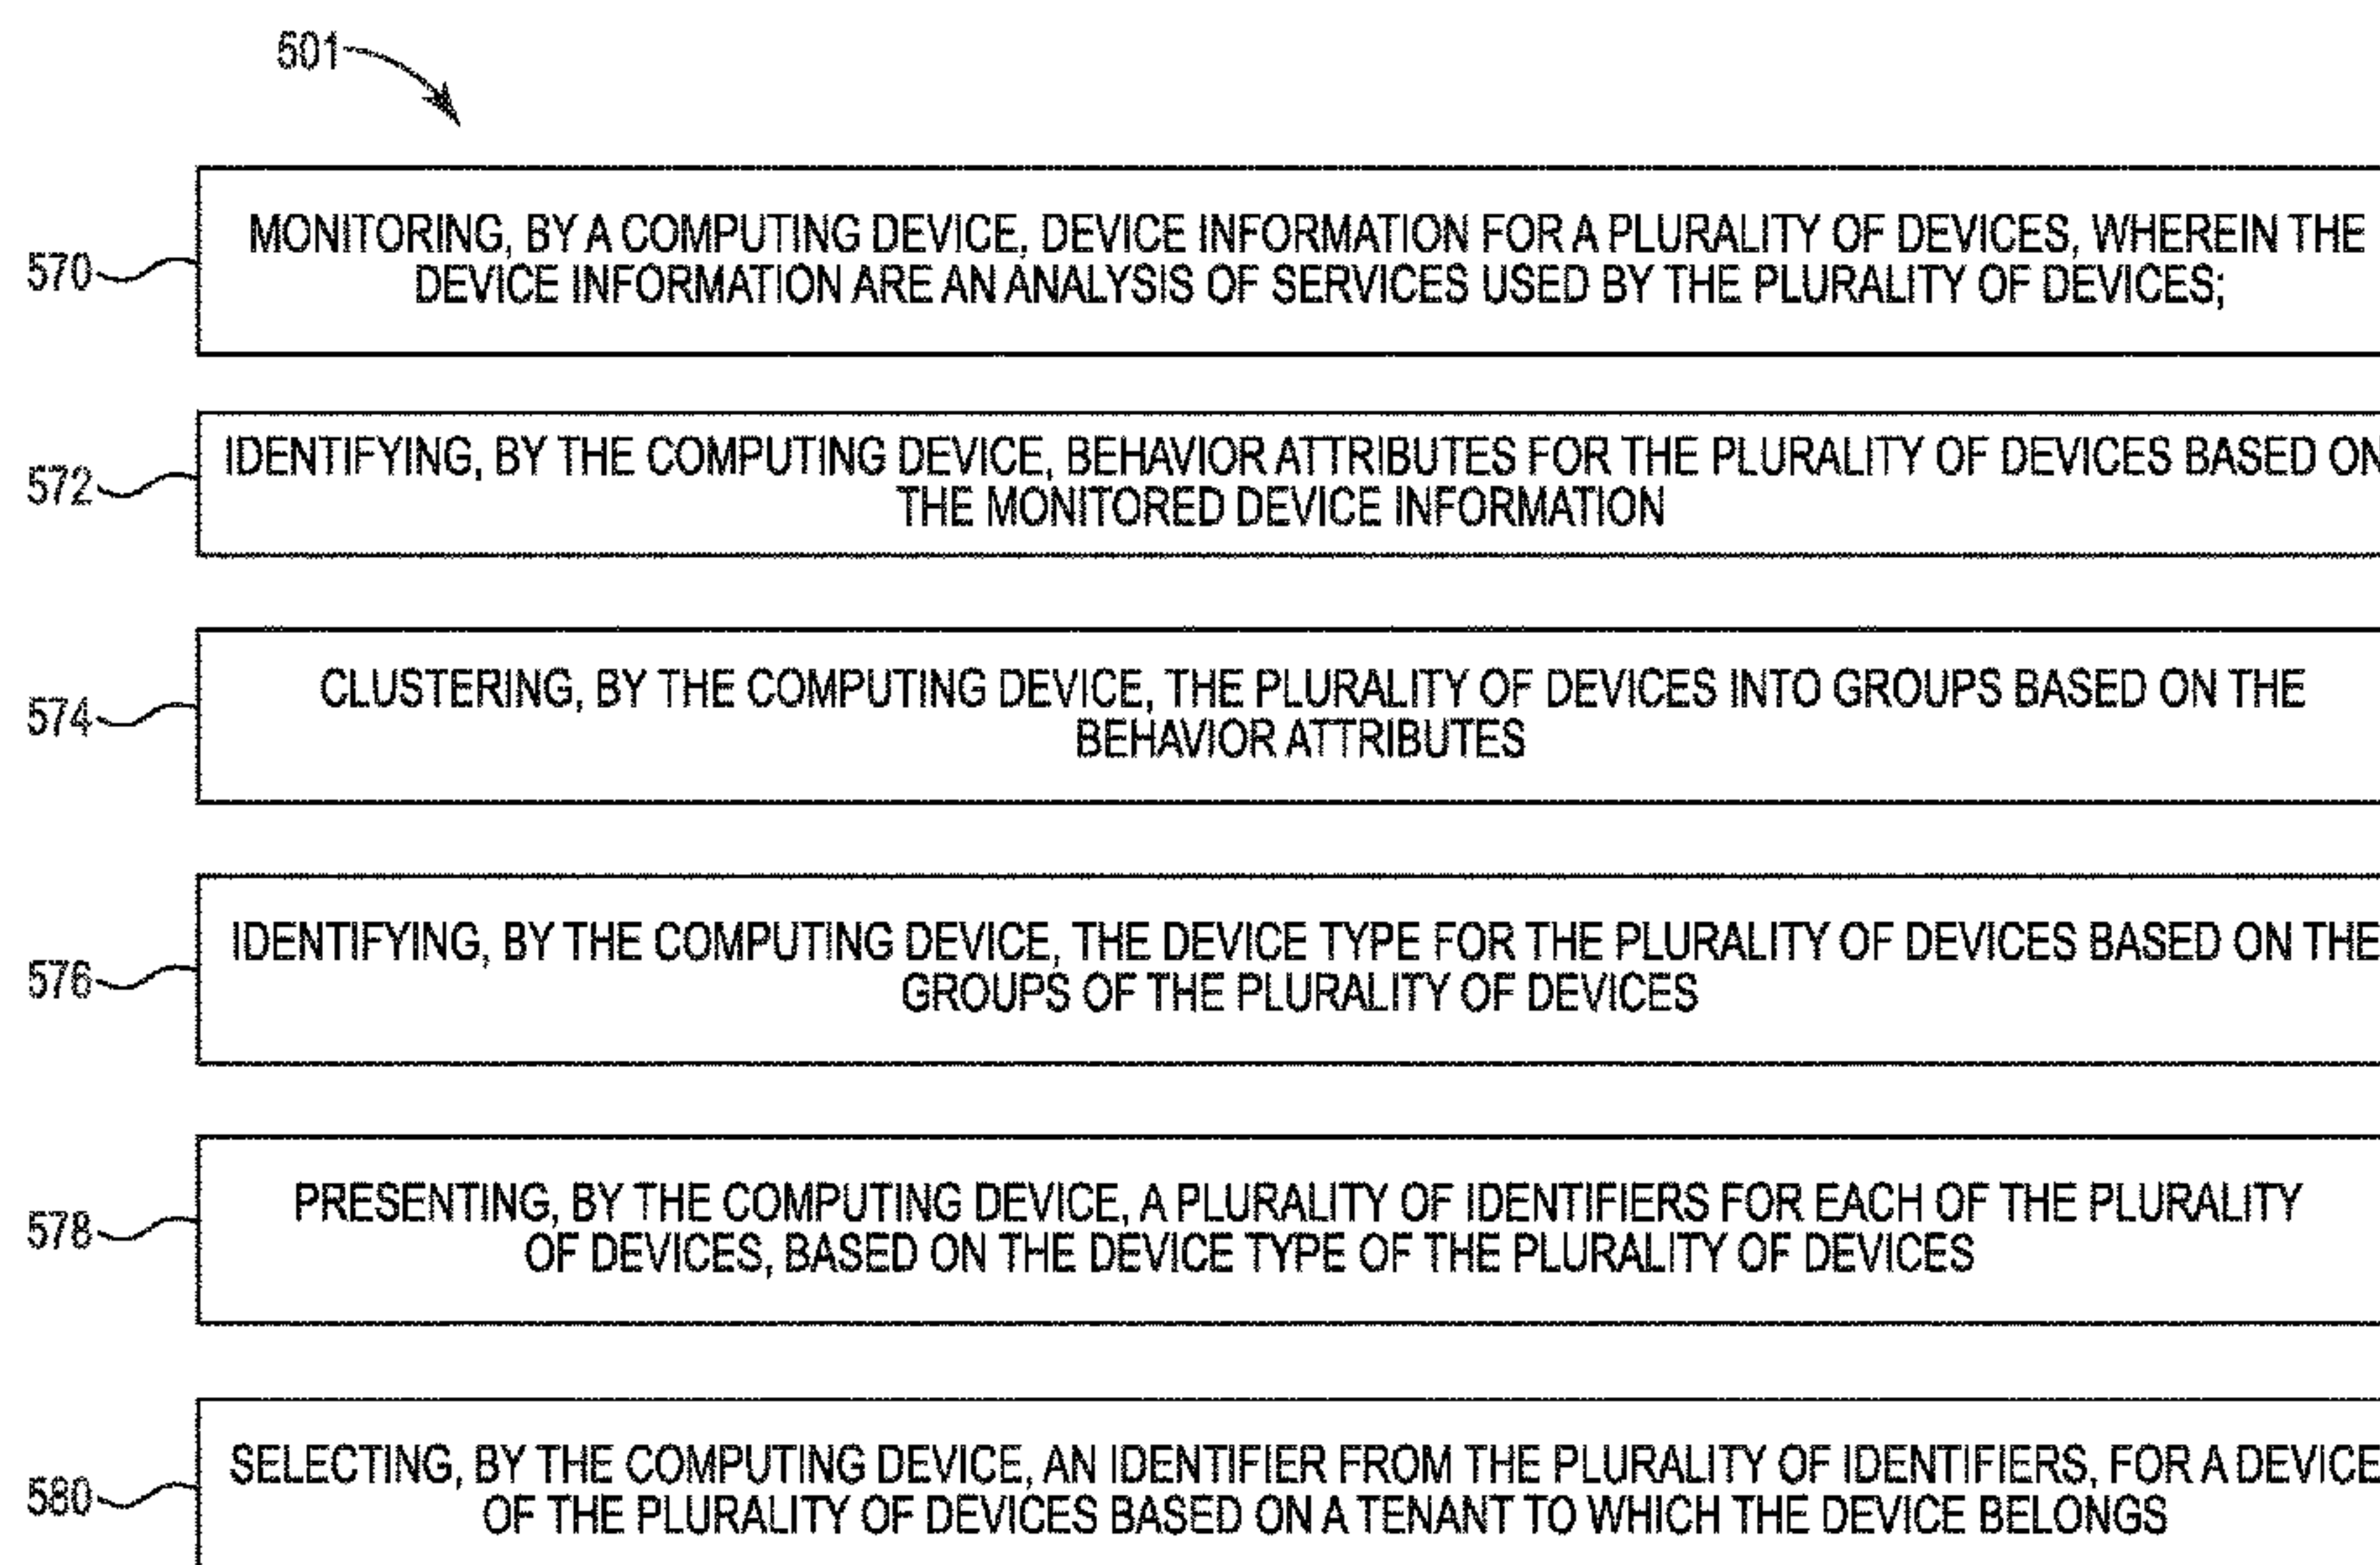 501
570
MONITORING, BY A COMPUTING DEVICE, DEVICE INFORMATION FOR A PLURALITY OF DEVICES, WHEREIN THE
DEVICE INFORMATION ARE AN ANALYSIS OF SERVICES USED BY THE PLURALITY OF DEVICES;
572
IDENTIFYING, BY THE COMPUTING DEVICE, BEHAVIOR ATTRIBUTES FOR THE PLURALITY OF DEVICES BASED ON
THE MONITORED DEVICE INFORMATION
574
CLUSTERING, BY THE COMPUTING DEVICE, THE PLURALITY OF DEVICES INTO GROUPS BASED ON THE
BEHAVIOR ATTRIBUTES
576
IDENTIFYING, BY THE COMPUTING DEVICE, THE DEVICE TYPE FOR THE PLURALITY OF DEVICES BASED ON THE
GROUPS OF THE PLURALITY OF DEVICES
578
PRESENTING, BY THE COMPUTING DEVICE, A PLURALITY OF IDENTIFIERS FOR EACH OF THE PLURALITY
OF DEVICES, BASED ON THE DEVICE TYPE OF THE PLURALITY OF DEVICES
580
SELECTING, BY THE COMPUTING DEVICE, AN IDENTIFIER FROM THE PLURALITY OF IDENTIFIERS, FOR A DEVICE
OF THE PLURALITY OF DEVICES BASED ON A TENANT TO WHICH THE DEVICE BELONGS